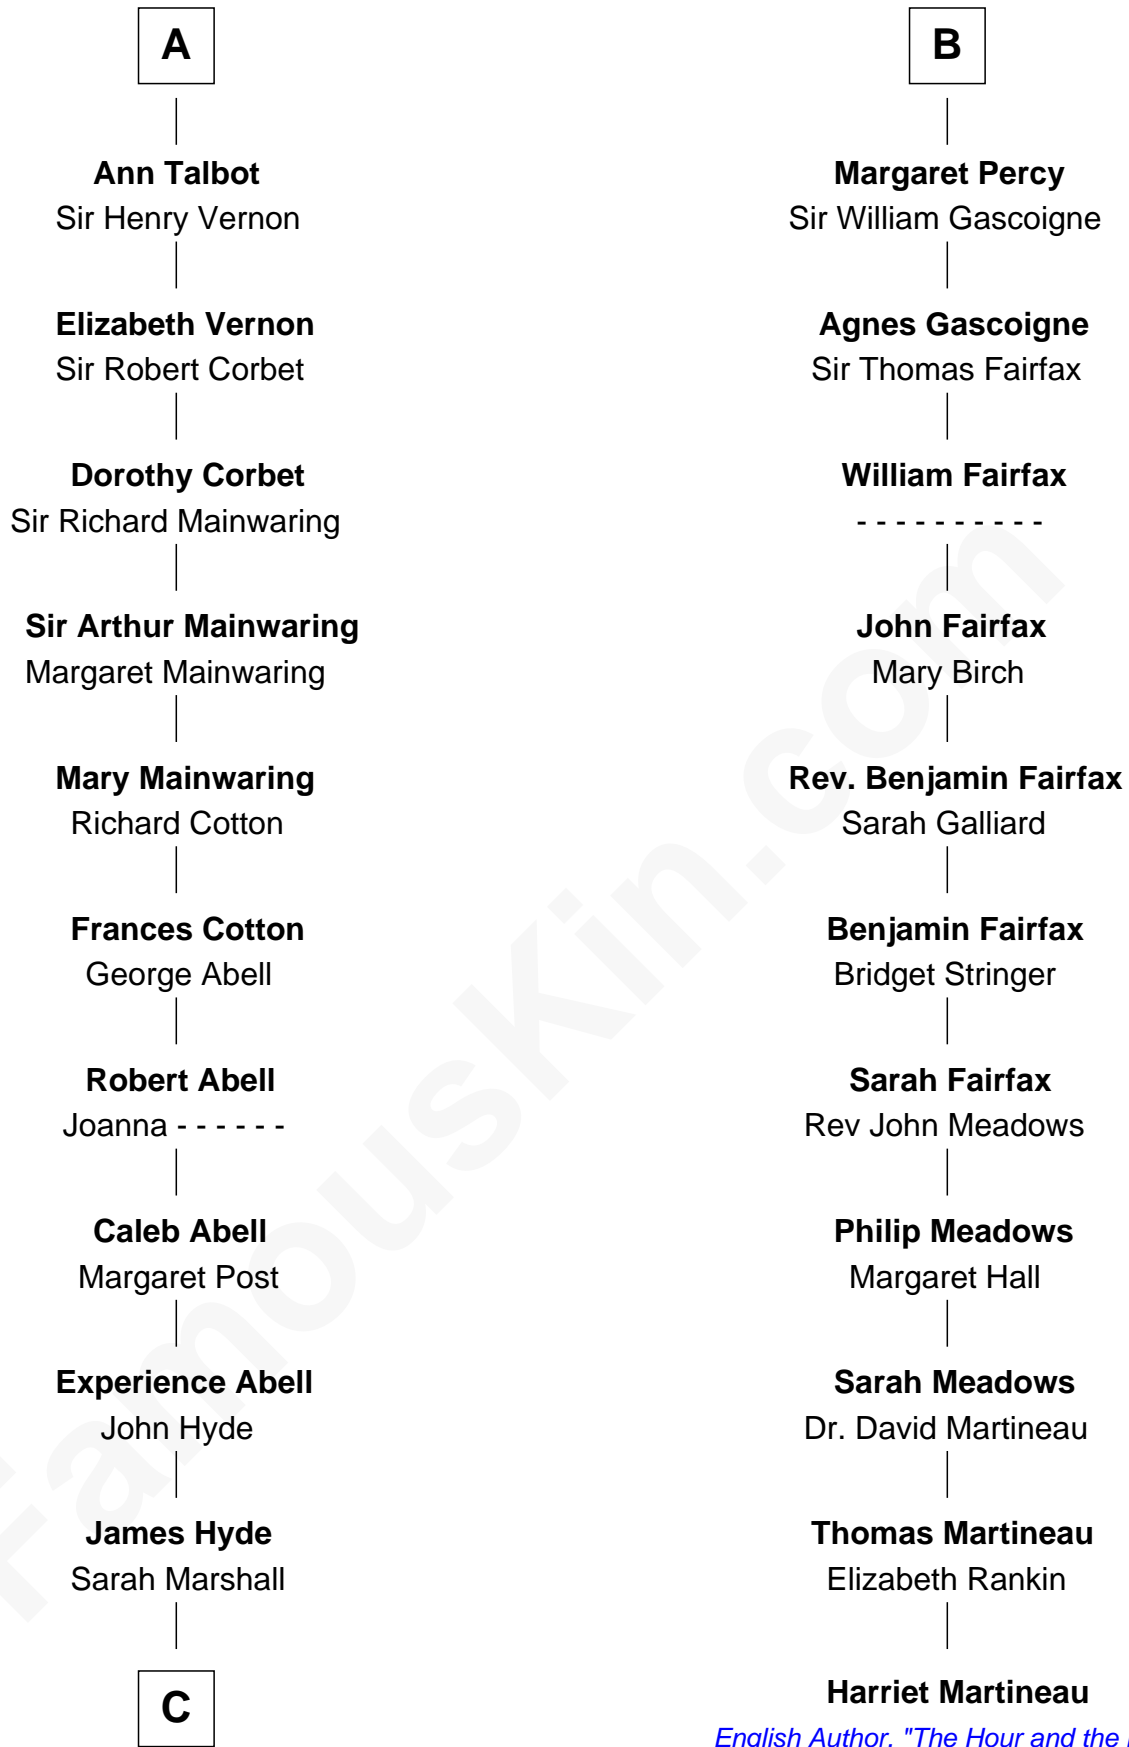 A
Ann Talbot
Sir Henry Vernon
Elizabeth Vernon
Sir Robert Corbet
Dorothy Corbet
Sir Richard Mainwaring
Sir Arthur Mainwaring
Margaret Mainwaring
Mary Mainwaring
Richard Cotton
Frances Cotton
George Abell
Robert Abell
Joanna - - - - - -
Caleb Abell
Margaret Post
Experience Abell
John Hyde
James Hyde
Sarah Marshall
C
B
Margaret Percy
Sir William Gascoigne
Agnes Gascoigne
Sir Thomas Fairfax
William Fairfax
- - - - - - - - - -
John Fairfax
Mary Birch
Rev. Benjamin Fairfax
Sarah Galliard
Benjamin Fairfax
Bridget Stringer
Sarah Fairfax
Rev John Meadows
Philip Meadows
Margaret Hall
Sarah Meadows
Dr. David Martineau
Thomas Martineau
Elizabeth Rankin
Harriet Martineau
English Author, "The Hour and the
FamousKin.com